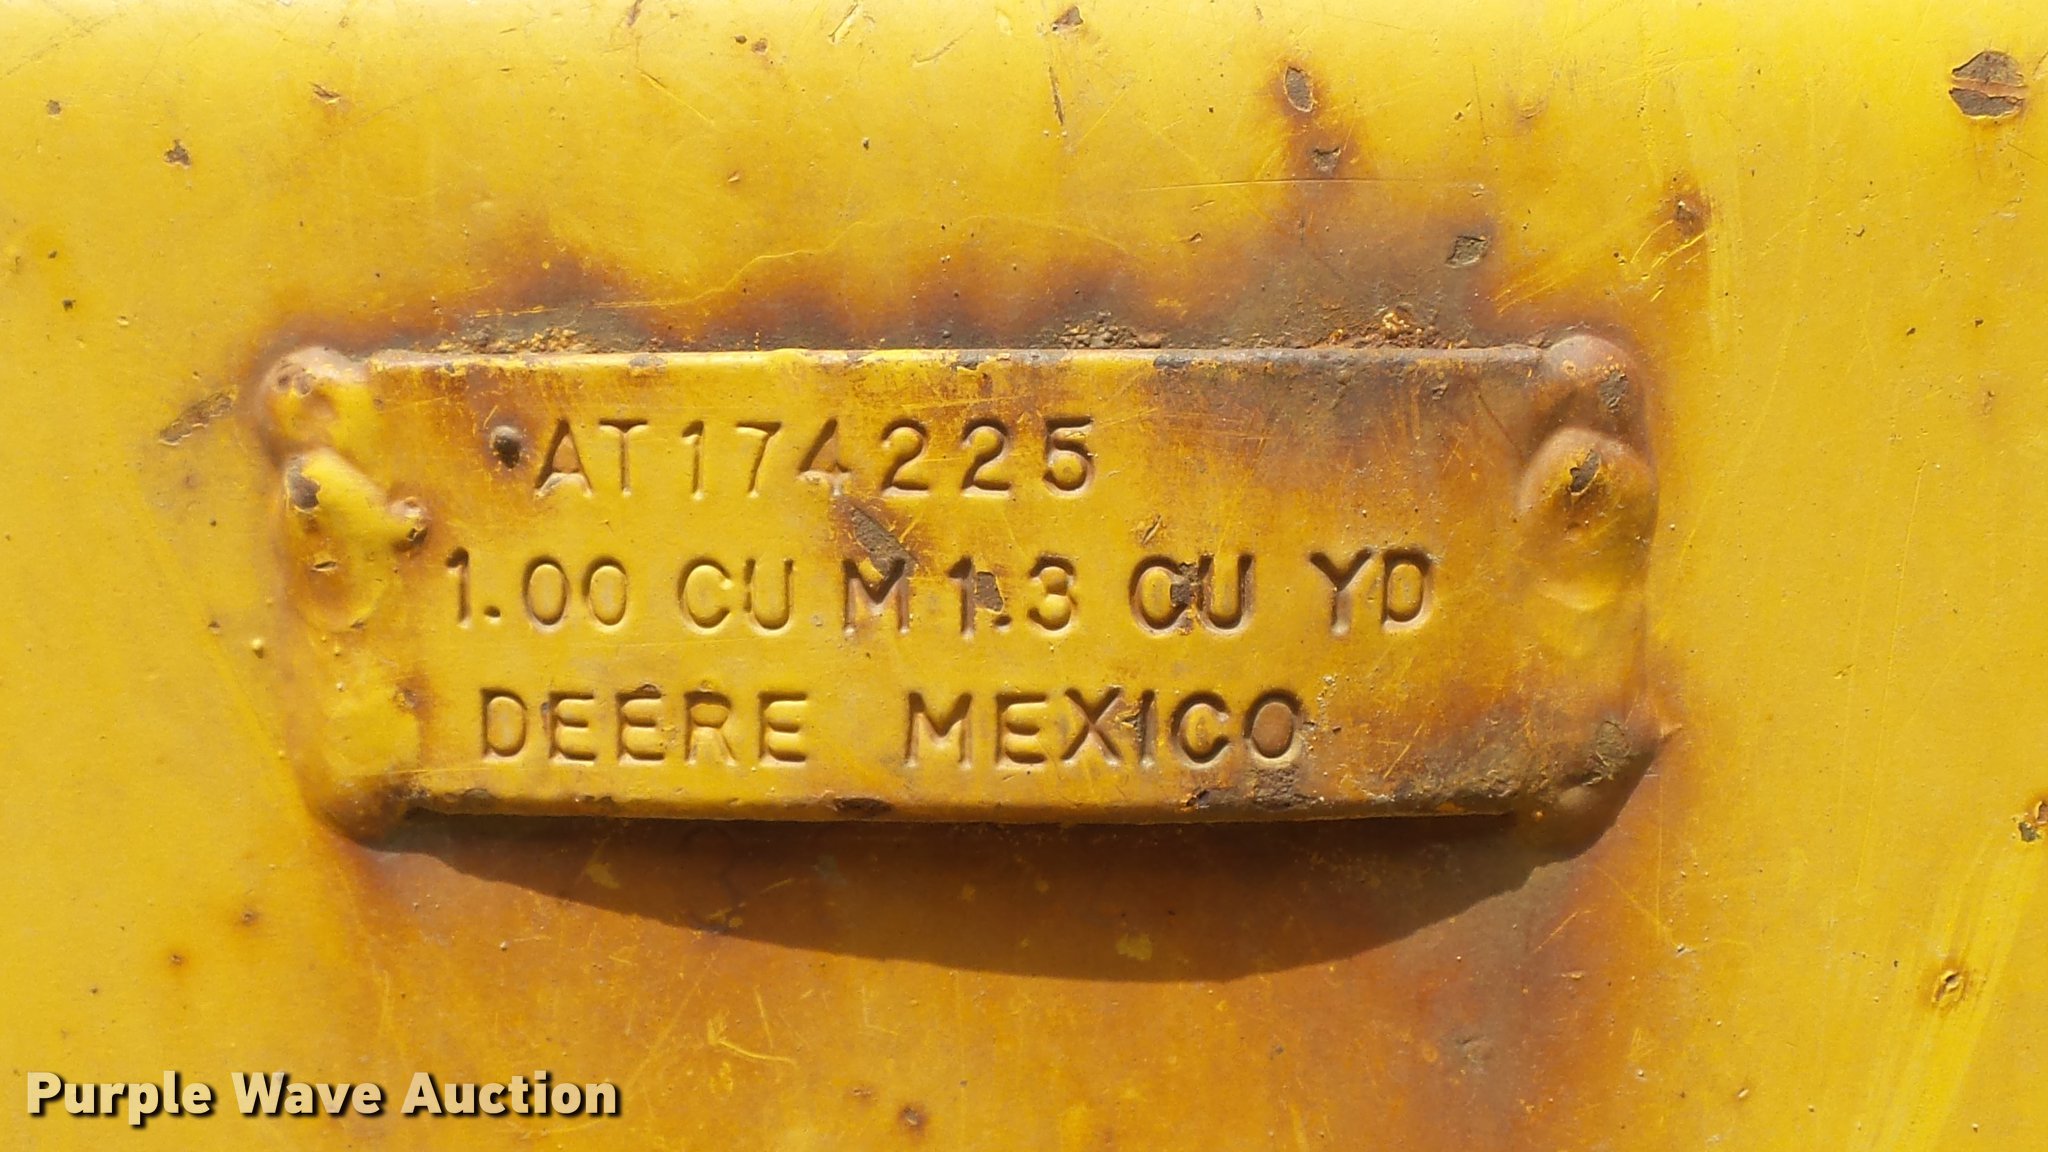 AT174225
1.00 CU M 1.3 CU YD
DEERE MEXICO
Purple Wave Auction